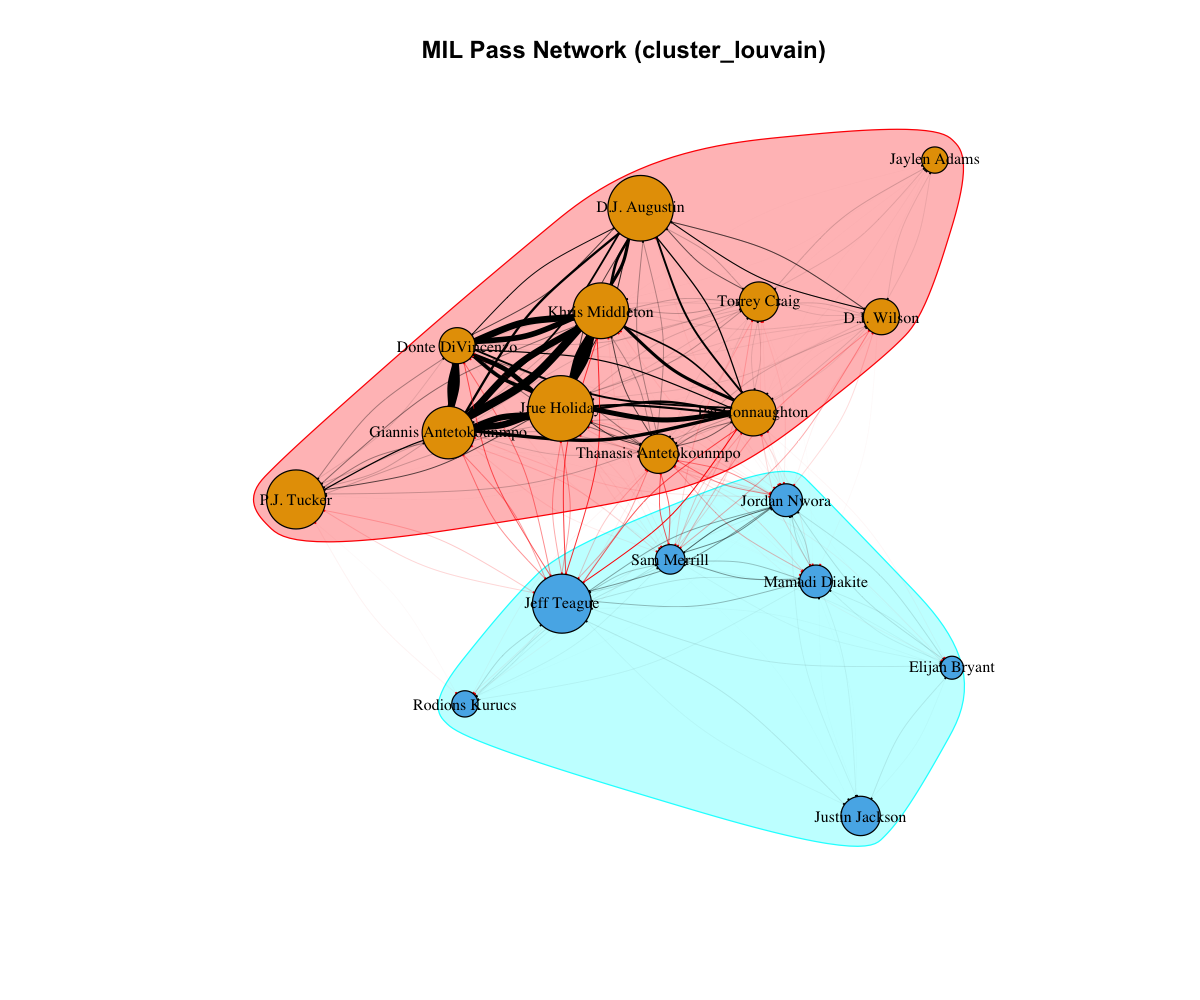 MIL Pass Network (cluster_louvain)
Jaylen Adams
D.J. Augustin
Torrey Craig
Khris Middleton
D.J. Wilson
Donte DiVincenzo
Jrue Holiday
Connaughton
Giannis Antetokounmpo
Thanasis Antetokounmpo
P.J. Tucker
Jordan Nwora
Sam Merrill
Mamadi Diakite
Jeff Teague
Elijah Bryant
Rodions Kurucs
Justin Jackson